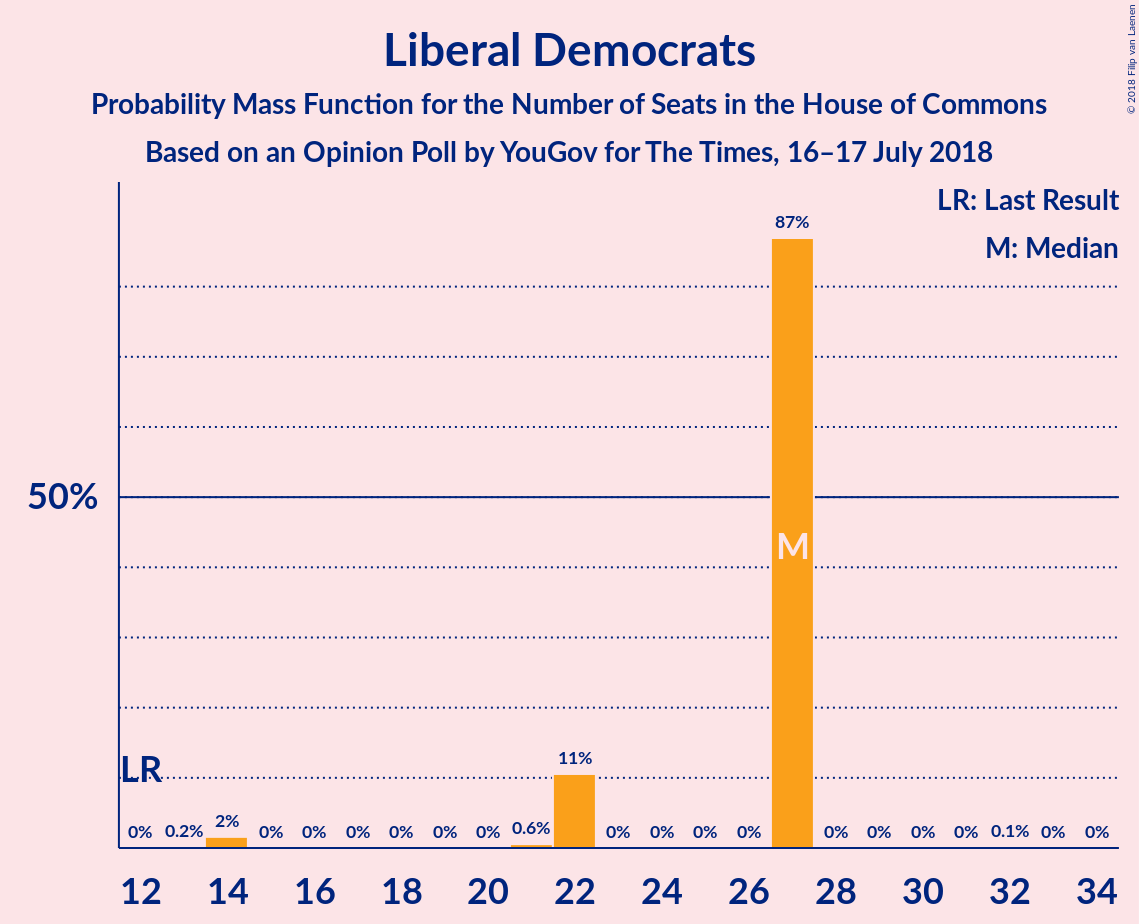 Liberal Democrats
Probability Mass Function for the Number of Seats in the House of Commons
Based on an Opinion Poll by YouGov for The Times, 16–17 July 2018
© 2018 Filip van Laenen
LR: Last Result
M: Median
87%
50%
M
LR
11%
0% 0.2% 2% 0% 0% 0% 0% 0% 0% 0.6% 0% 0% 0% 0% 0% 0% 0% 0% 0.1% 0% 0%
12 14 16 18 20 22 24 26 28 30 32 34